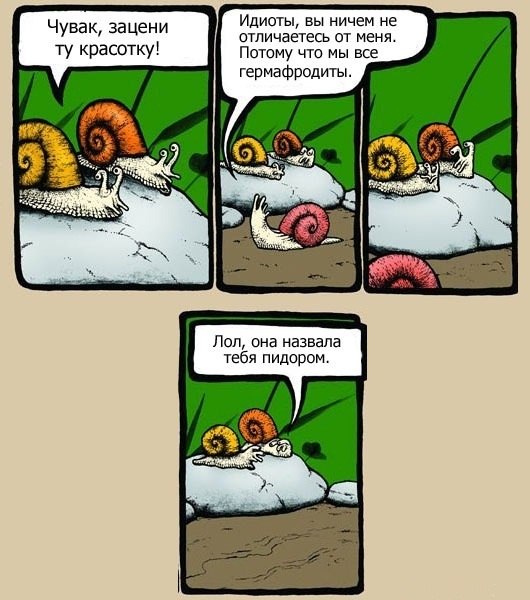 Чувак, зацени
ту красотку!
Идиоты, вы ничем не
отличаетесь от меня.
Потому что мы все
гермафродиты.
Лол, она назвала
тебя пидором.